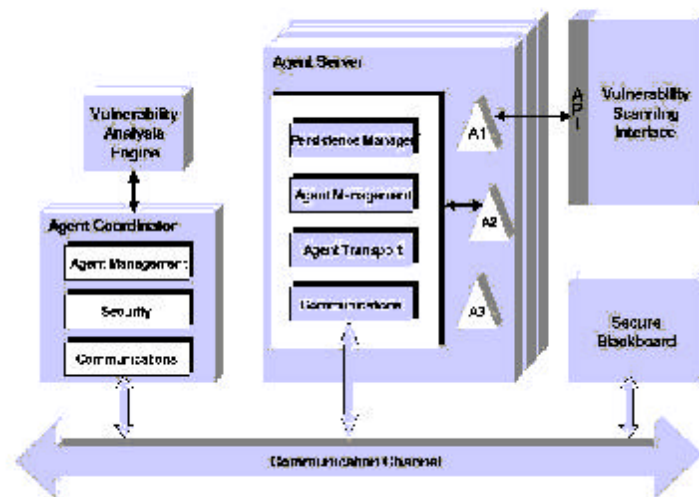 Agent Server
Vulnerability
Analysis
Engine
Persistence Manager
Agent Management
Agent Transport
Communications
A1
A2
A3
API
Vulnerability
Scanning
Interface
Agent Coordinator
Agent Management
Security
Communications
Secure
Blackboard
Communication Channel